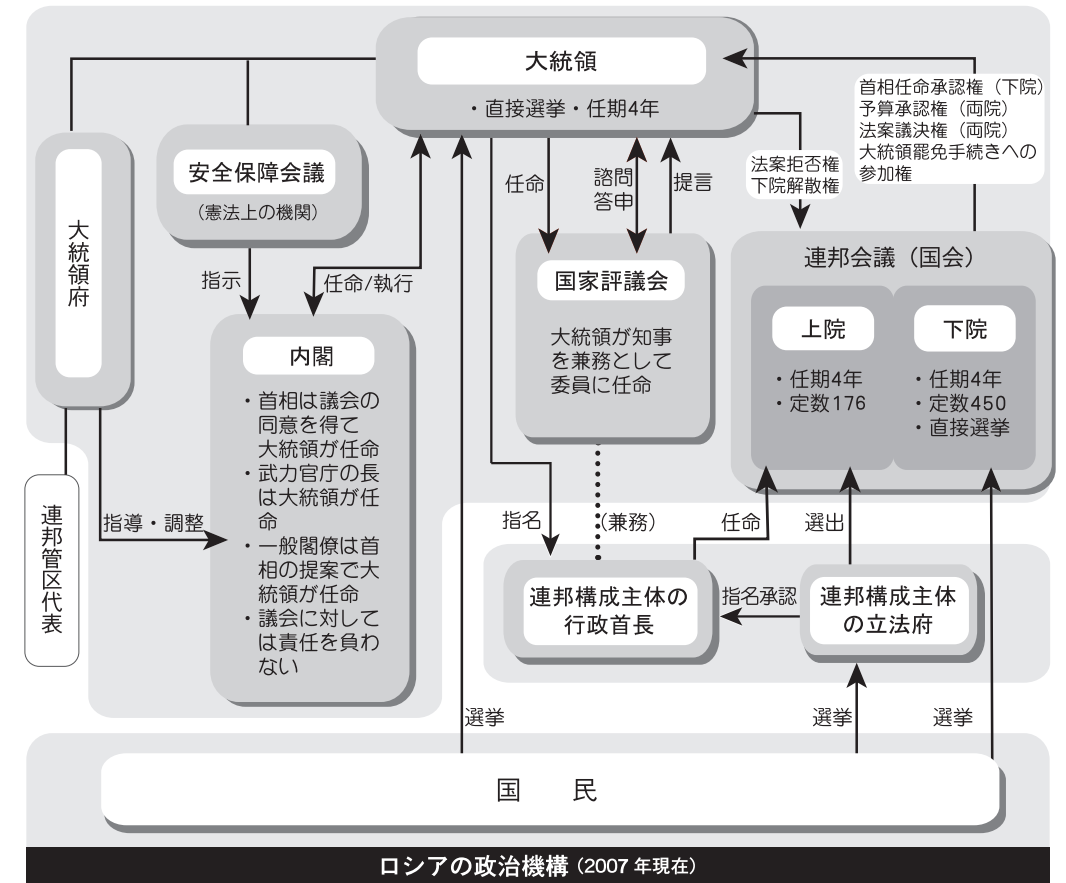 大統領
・直接選挙・任期4年
首相任命承認権(下院)
予算承認権(両院)
法案議決権(両院)
大統領罷免手続きへの
参加権
安全保障会議
(憲法上の機関)
大統領府
任命
諮問
答申
提言
法案拒否権
下院解散権
指示
任命/執行
国家評議会
大統領が知事
を兼務として
委員に任命
連邦会議(国会)
上院
・任期4年
・定数176
下院
・任期4年
・定数450
・直接選挙
内閣
・首相は議会の
同意を得て
大統領が任命
・武力官庁の長
は大統領が任
命
・一般閣僚は首
相の提案で大
統領が任命
・議会に対して
は責任を負わ
ない
連邦管区代表
指導・調整
指名
(兼務)
任命
選出
連邦構成主体の
行政首長
指名承認
連邦構成主体
の立法府
選挙
選挙
選挙
国 民
ロシアの政治機構(2007年現在)